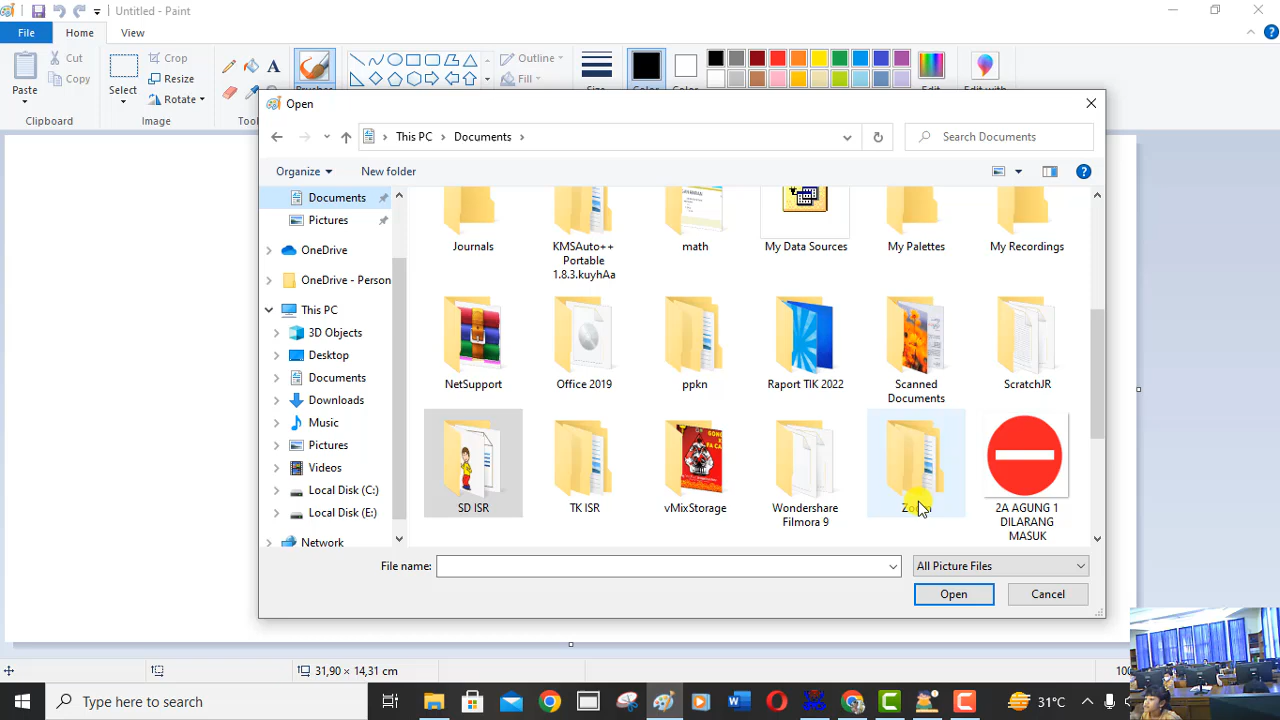 Untitled - Paint
File
Home
View
Paste
Cut
Copy
Clipboard
Select
Crop
Resize
Rotate
Image
Brushes
Outline
Fill
Size
Color
Color
Edit
Edit with
Open
This PC
Documents
Search Documents
Organize
New folder
Documents
Pictures
OneDrive
OneDrive - Person
This PC
3D Objects
Desktop
Documents
Downloads
Music
Pictures
Videos
Local Disk (C:)
Local Disk (E:)
Network
Journals
KMSAuto++
Portable
1.8.3.kuyhAa
math
My Data Sources
My Palettes
My Recordings
NetSupport
Office 2019
ppkn
Raport TIK 2022
Scanned
Documents
ScratchJR
SD ISR
TK ISR
vMixStorage
Wondershare
Filmora 9
2A AGUNG 1
DILARANG
MASUK
File name:
All Picture Files
Open
Cancel
31,90 × 14,31 cm
100
Type here to search
31°C